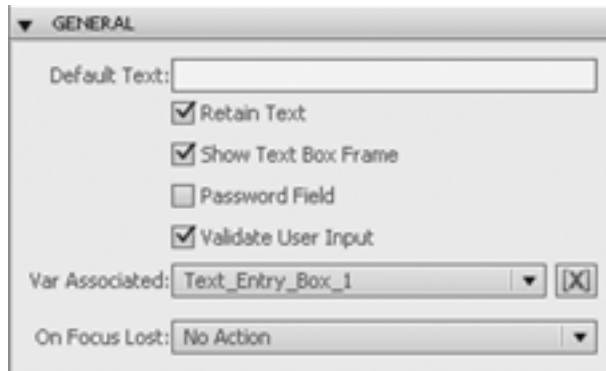 GENERAL
Default Text:
Retain Text
Show Text Box Frame
Password Field
Validate User Input
Var Associated: Text_Entry_Box_1 [X]
On Focus Lost: No Action